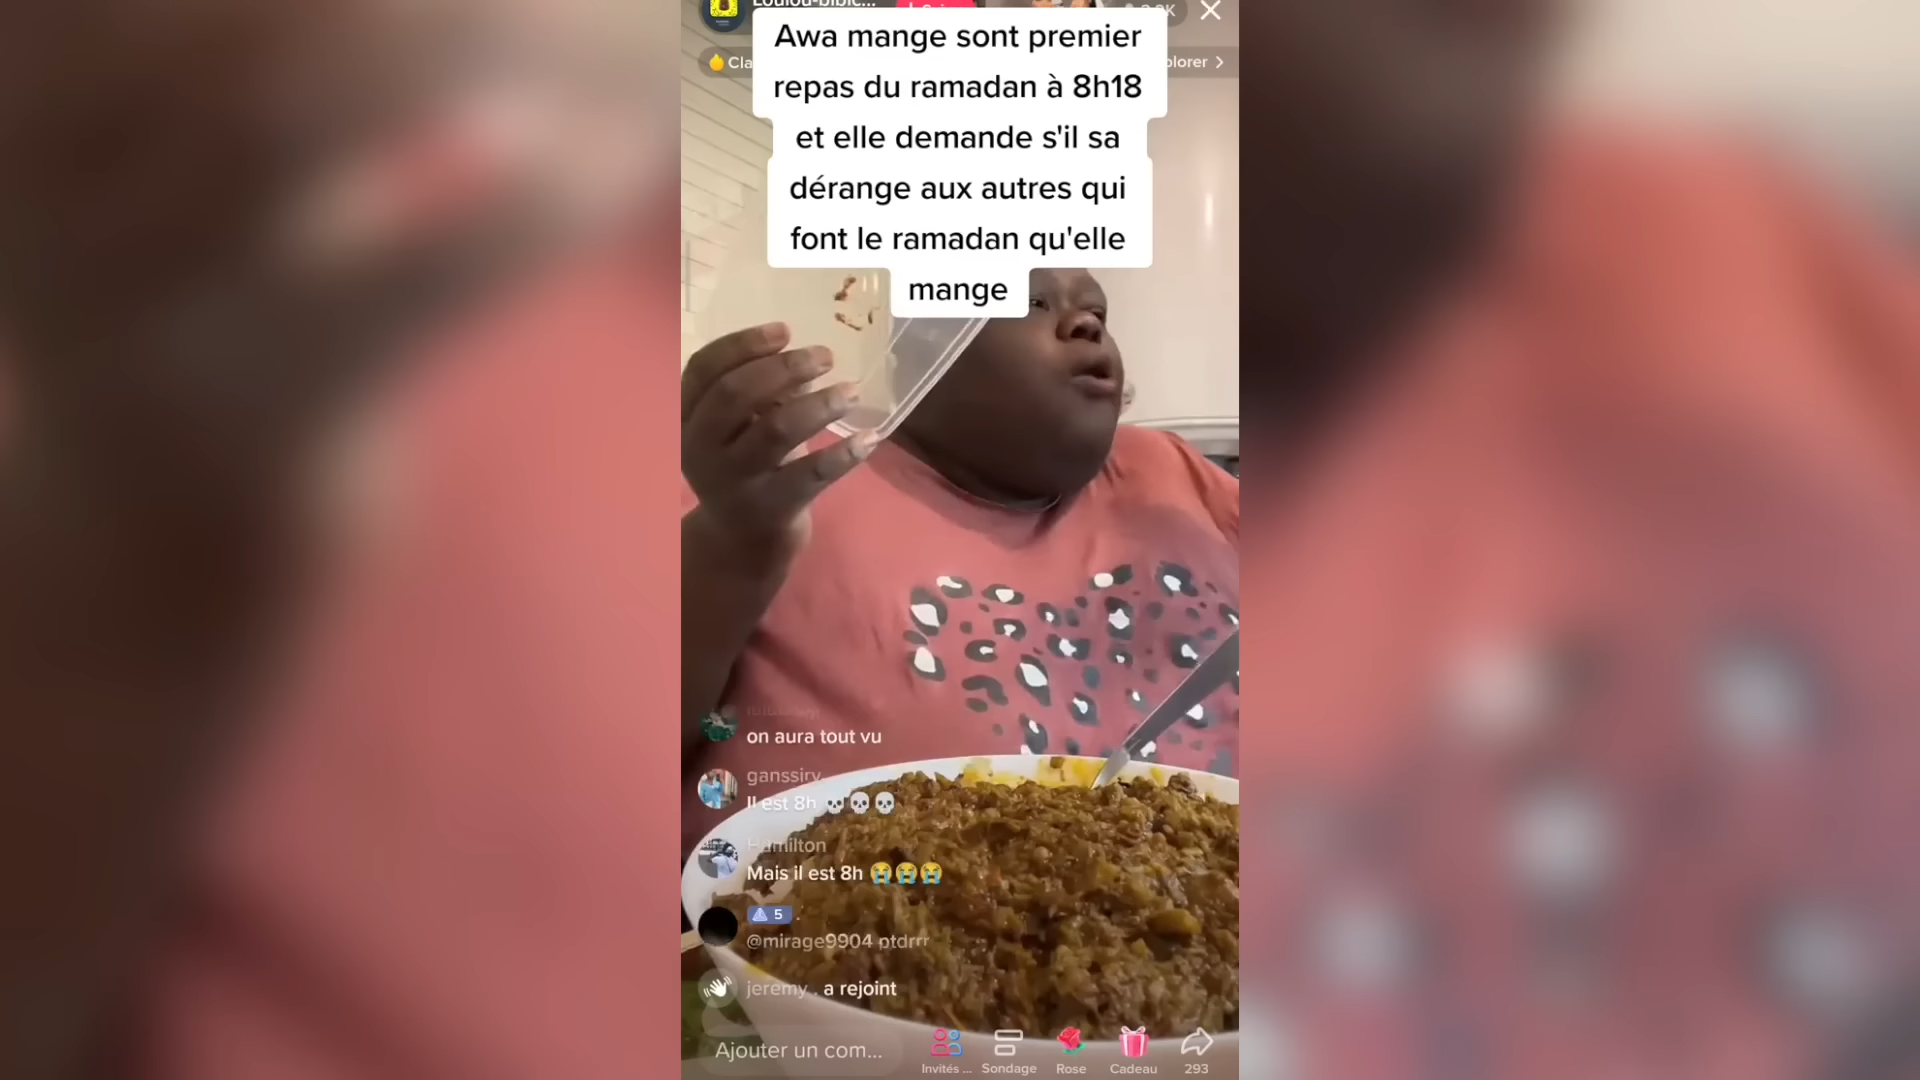 Awa mange sont premier
repas du ramadan à 8h18
et elle demande s'il sa
dérange aux autres qui
font le ramadan qu'elle
mange
on aura tout vu
ganssiry
Il est 8h 💀💀💀
Hamilton
Mais il est 8h 😭😭😭
5 .
@mirage9904 ptdrrr
jeremy . a rejoint
Ajouter un com...
Invités ...
Sondage
Rose
Cadeau
293